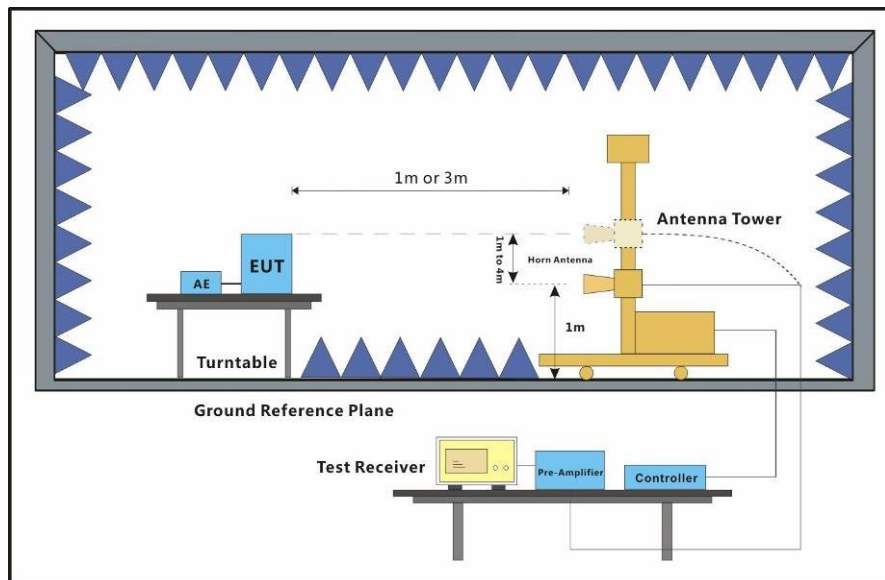 1m or 3m
Antenna Tower
1m to 4m
Horn Antenna
EUT
AE
1m
Turntable
Ground Reference Plane
Test Receiver
Pre-Amplifier
Controller